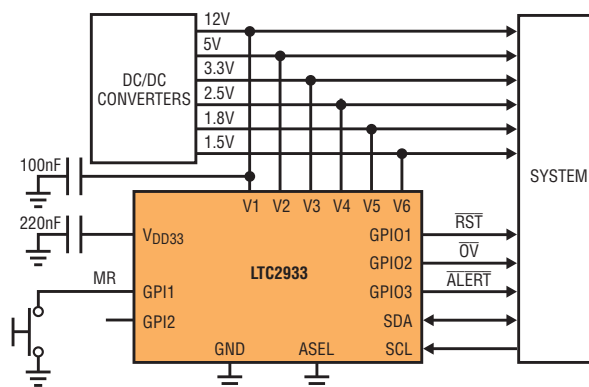 12V
5V
3.3V
2.5V
1.8V
1.5V
DC/DC
CONVERTERS
SYSTEM
100nF
220nF
V1 V2 V3 V4 V5 V6
VDD33
LTC2933
GPIO1
RST
GPIO2
OV
GPIO3
ALERT
MR
GPI1
GPI2
SDA
SCL
GND
ASEL